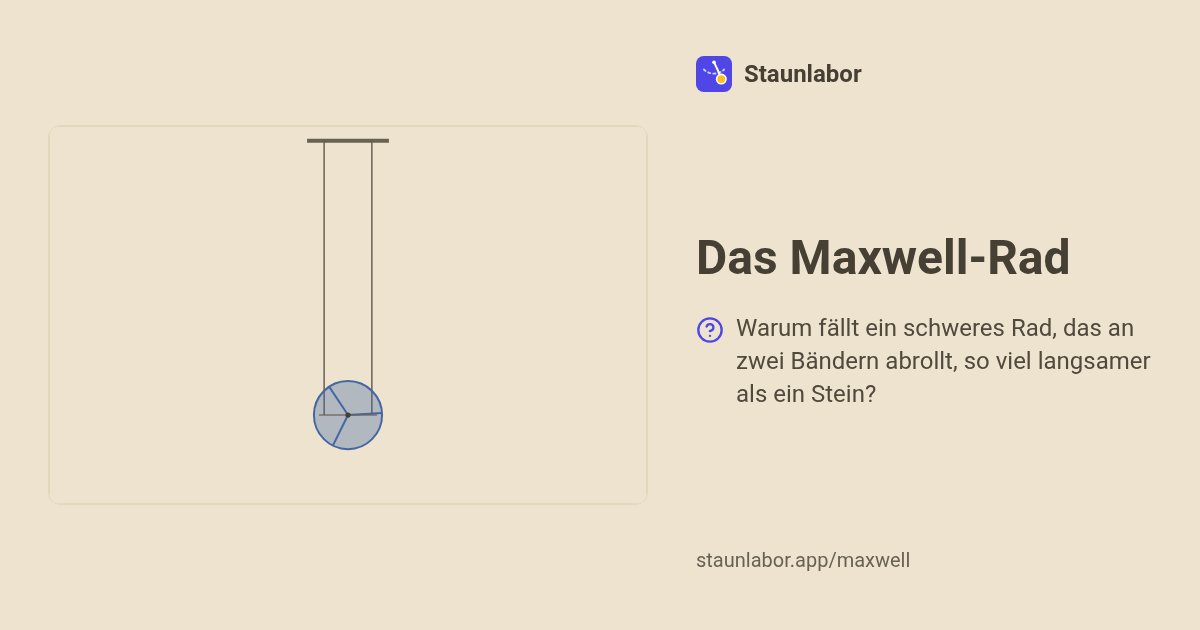 Staunlabor
Das Maxwell-Rad
Warum fällt ein schweres Rad, das an
zwei Bändern abrollt, so viel langsamer
als ein Stein?
staunlabor.app/maxwell